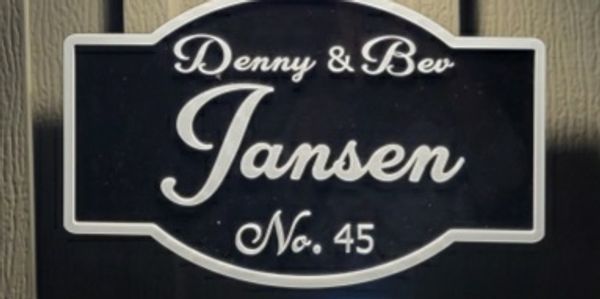 Denny & Bev
Jansen
No. 45